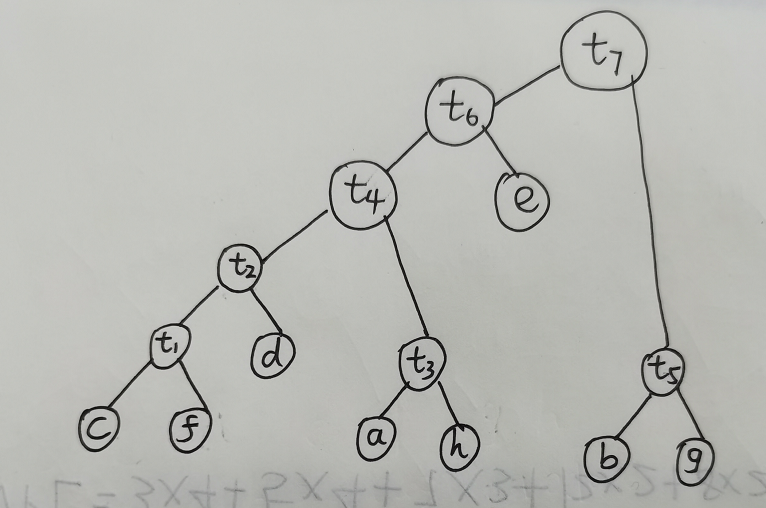 t₇
t₆
t₄ e
t₂
t₁ d t₃ t₅
c f a h b g